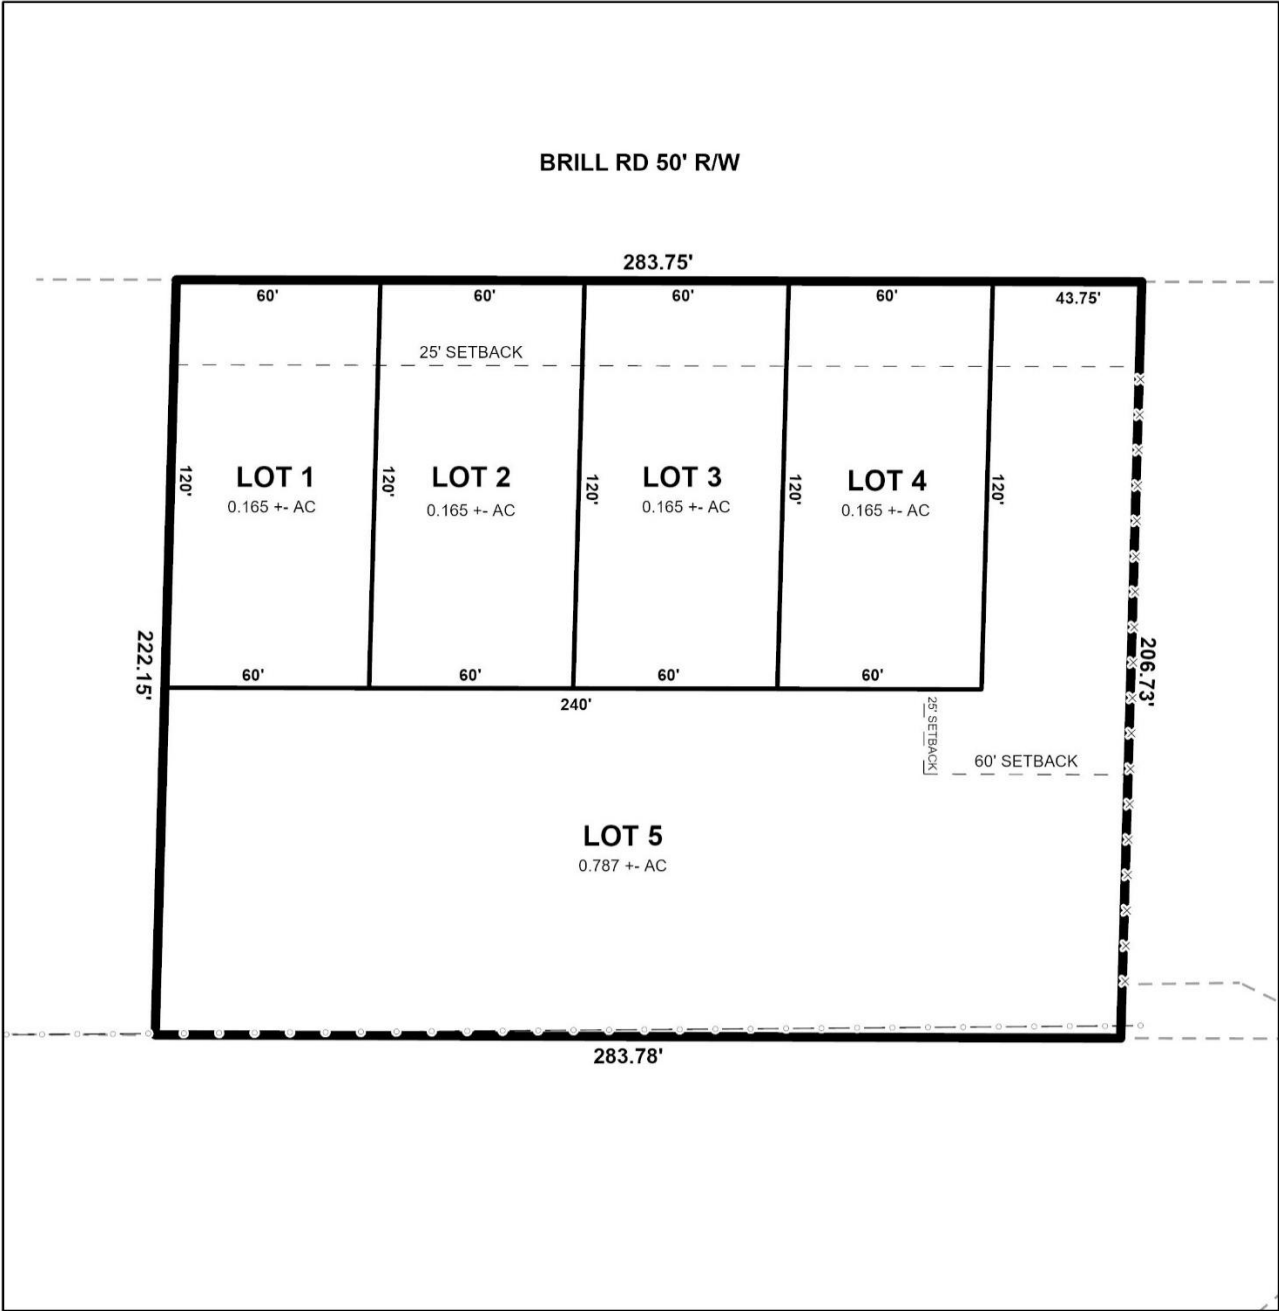 BRILL RD 50' R/W
283.75'
60'
60'
60'
60'
43.75'
25' SETBACK
120'
LOT 1
0.165 +- AC
120'
LOT 2
0.165 +- AC
120'
LOT 3
0.165 +- AC
120'
LOT 4
0.165 +- AC
120'
222.15'
206.73'
60'
60'
60'
60'
240'
25' SETBACK
60' SETBACK
LOT 5
0.787 +- AC
283.78'